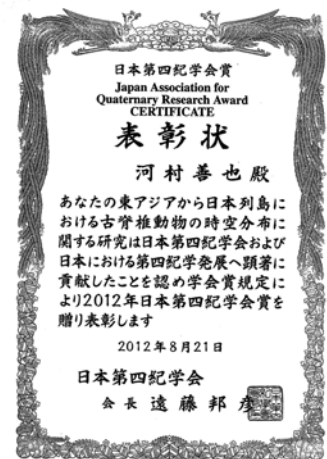 日本第四紀学会賞
Japan Association for
Quaternary Research Award
CERTIFICATE
表彰状
河村善也殿
あなたの東アジアから日本列島に
おける古脊椎動物の時空分布に
関する研究は日本第四紀学会および
日本における第四紀学発展へ顕著に
貢献したことを認め学会賞規定に
より2012年日本第四紀学会賞を
贈り表彰します
2012年8月21日
日本第四紀学会
会長 遠藤邦彦